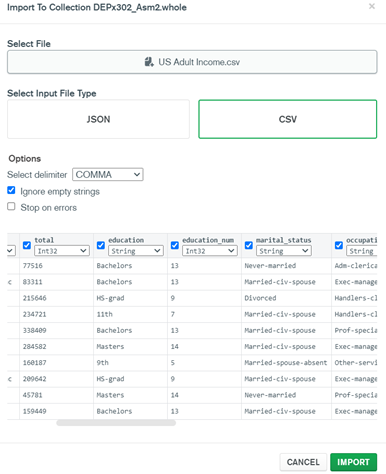 Import To Collection DEPx302_Asm2.whole
×
Select File
US Adult Income.csv
Select Input File Type
JSON CSV
Options
Select delimiter COMMA
Ignore empty strings
Stop on errors
total education education_num marital_status occupati
Int32 String Int32 String String
77516 Bachelors 13 Never-married Adm-clerica
c 83311 Bachelors 13 Married-civ-spouse Exec-manage
215646 HS-grad 9 Divorced Handlers-cl
234721 11th 7 Married-civ-spouse Handlers-cl
338409 Bachelors 13 Married-civ-spouse Prof-specia
284582 Masters 14 Married-civ-spouse Exec-manage
160187 9th 5 Married-spouse-absent Other-servi
c 209642 HS-grad 9 Married-civ-spouse Exec-manage
45781 Masters 14 Never-married Prof-specia
159449 Bachelors 13 Married-civ-spouse Exec-manage
CANCEL IMPORT